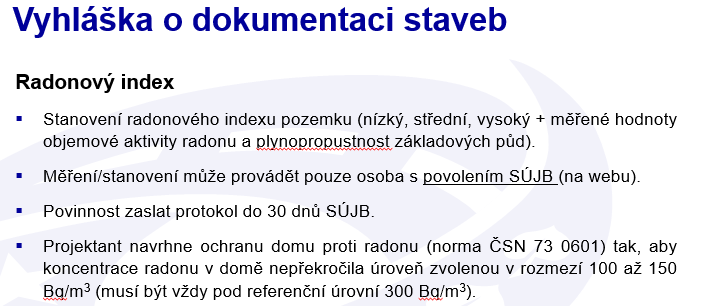 Vyhláška o dokumentaci staveb
Radonový index
▪ Stanovení radonového indexu pozemku (nízký, střední, vysoký + měřené hodnoty
objemové aktivity radonu a plynopropustnost základových půd).
▪ Měření/stanovení může provádět pouze osoba s povolením SÚJB (na webu).
▪ Povinnost zaslat protokol do 30 dnů SÚJB.
▪ Projektant navrhne ochranu domu proti radonu (norma ČSN 73 0601) tak, aby
koncentrace radonu v domě nepřekročila úroveň zvolenou v rozmezí 100 až 150
Bq/m³ (musí být vždy pod referenční úrovní 300 Bq/m³).